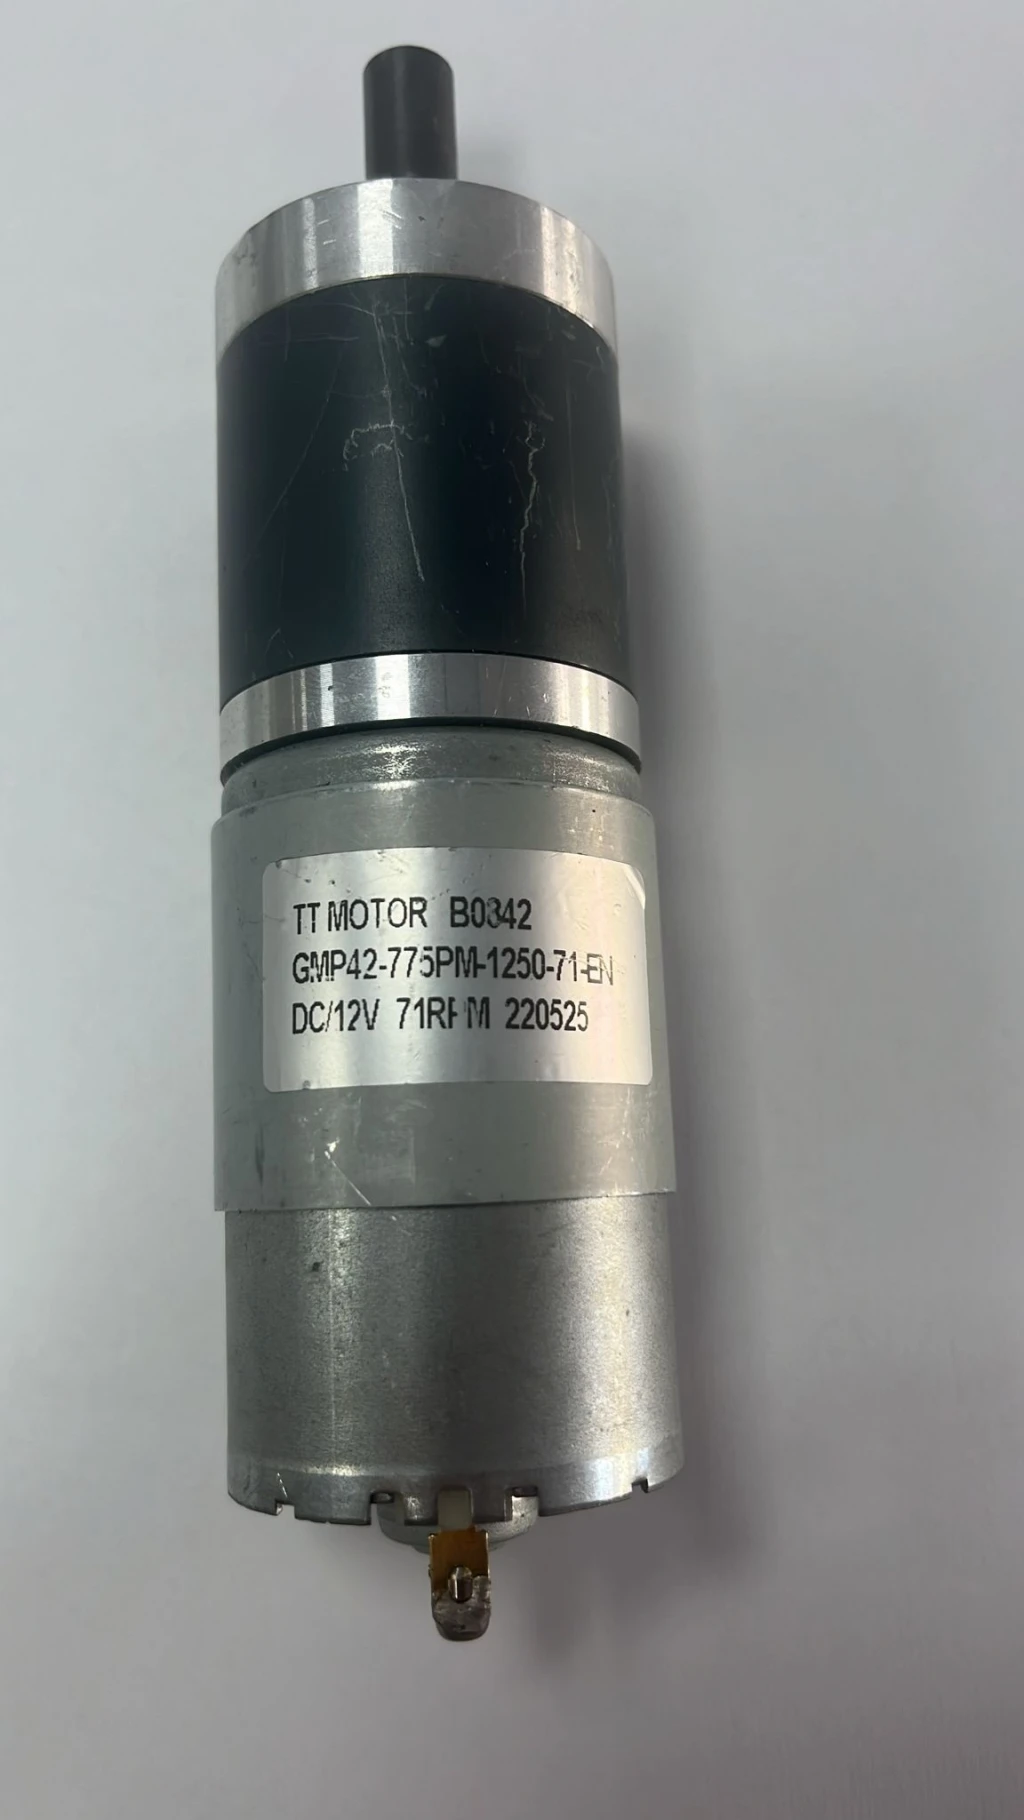 TT MOTOR B0342
GMP42-775PM-1250-71-EN
DC/12V 71RPM 220525